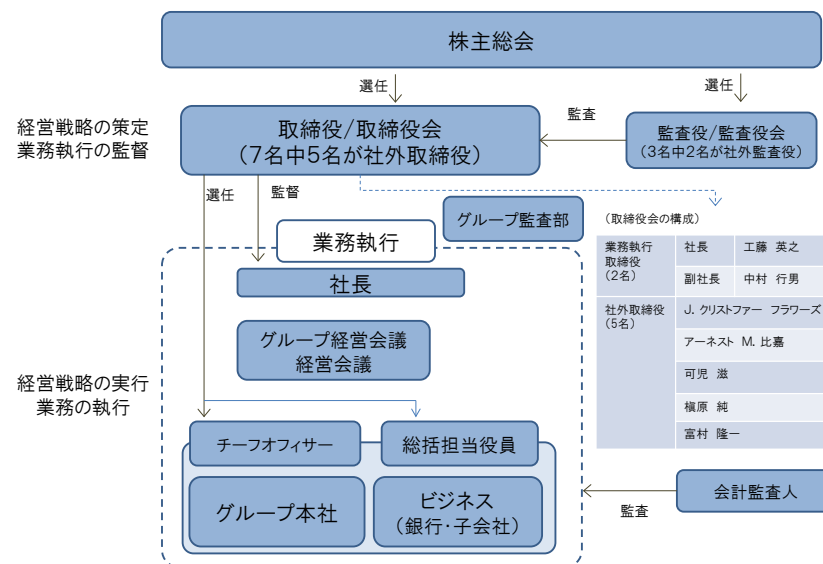 株主総会
選任
選任
経営戦略の策定
業務執行の監督
取締役/取締役会
(7名中5名が社外取締役)
監査
監査役/監査役会
(3名中2名が社外監査役)
選任
監督
グループ監査部
(取締役会の構成)
業務執行
業務執行
取締役
(2名)
社長
工藤 英之
副社長
中村 行男
社長
社外取締役
(5名)
J. クリストファー フラワーズ
アーネスト M. 比嘉
可児 滋
槇原 純
富村 隆一
グループ経営会議
経営会議
経営戦略の実行
業務の執行
チーフオフィサー
総括担当役員
グループ本社
ビジネス
(銀行・子会社)
会計監査人
監査